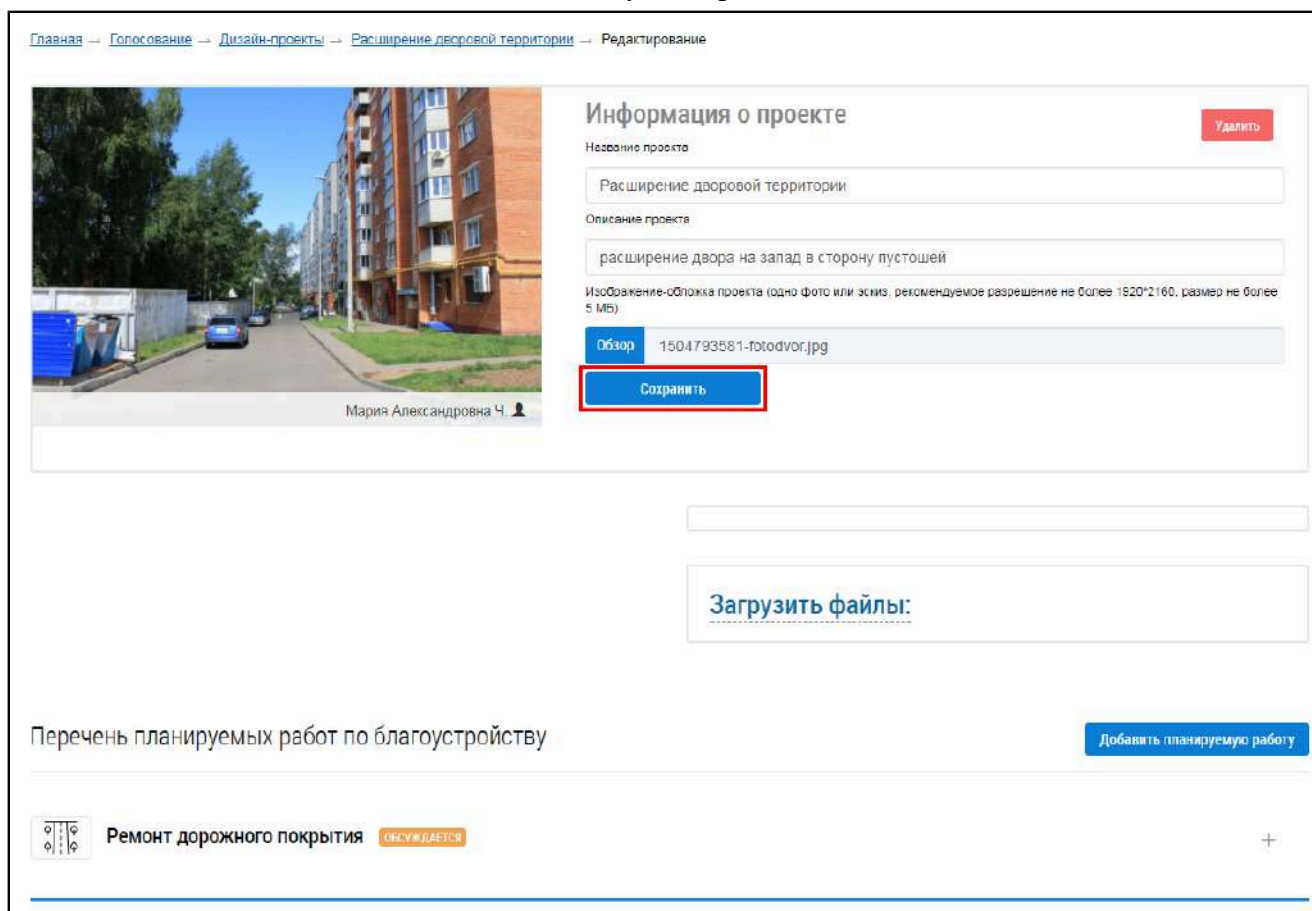 Главная → Голосование → Дизайн-проекты → Расширение дворовой территории → Редактирование
Информация о проекте
Удалить
Название проекта
Расширение дворовой территории
Описание проекта
расширение двора на запад в сторону пустошей
Изображение-обложка проекта (одно фото или эскиз, рекомендуемое разрешение не более 1920*2160, размер не более
5 МБ)
Обзор 1504793581-fotodvor.jpg
Сохранить
Мария Александровна Ч.
Загрузить файлы:
Перечень планируемых работ по благоустройству
Добавить планируемую работу
Ремонт дорожного покрытия ОБСУЖДАЕТСЯ